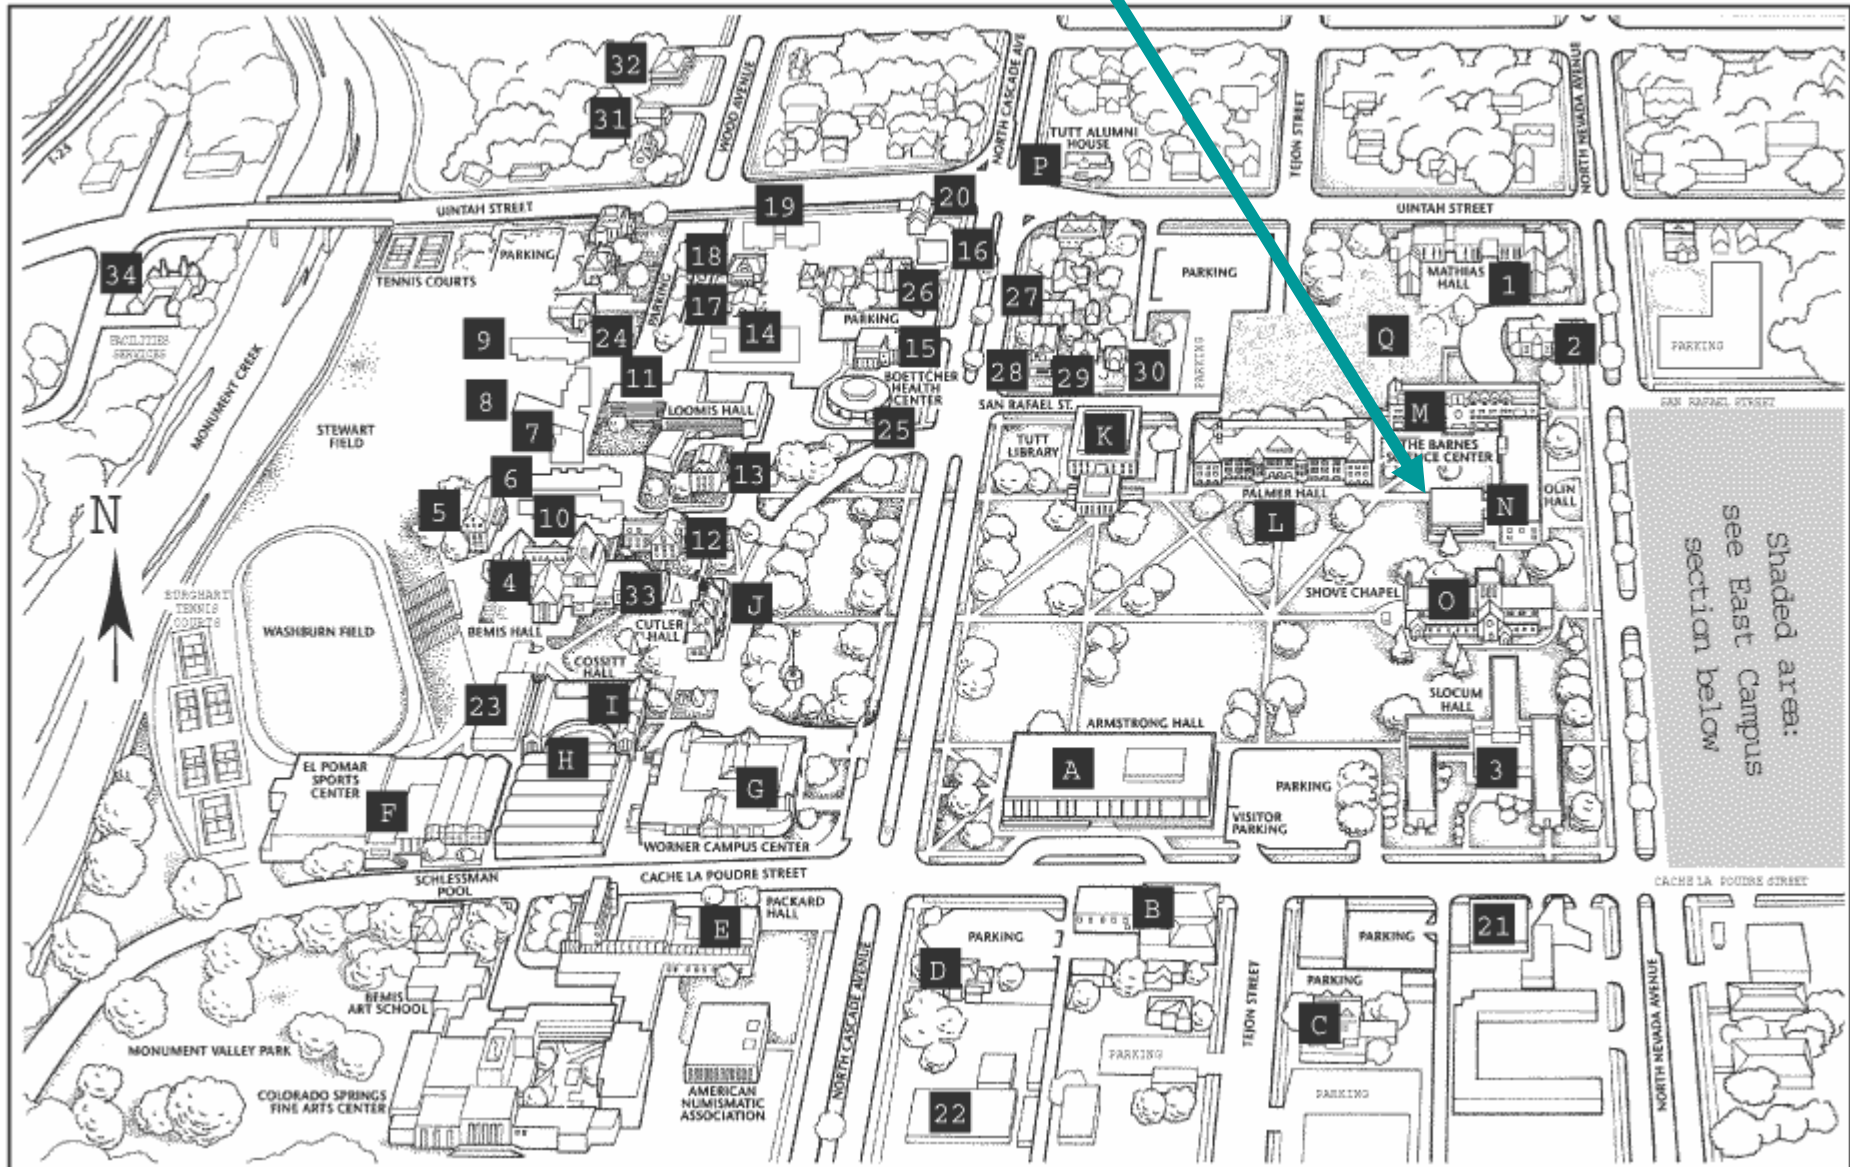 32
31
I-25
WOOD AVENUE
NORTH CASCADE AVE
TUTT ALUMNI
HOUSE
P
TEJON STREET
NORTH NEVADA AVENUE
UINTAH STREET
19
20
UINTAH STREET
34
FACILITIES
SERVICES
MONUMENT CREEK
TENNIS COURTS
PARKING
PARKING
18
17
16
26
27
PARKING
MATHIAS
HALL
1
9
24
14
PARKING
15
BOETTCHER
HEALTH
CENTER
28
29
30
PARKING
Q
2
PARKING
8
11
LOOMIS HALL
SAN RAFAEL ST.
SAN RAFAEL STREET
STEWART
FIELD
7
25
TUTT
LIBRARY
K
M
THE BARNES
SCIENCE CENTER
6
13
PALMER HALL
L
N
OLIN
HALL
N
5
10
12
4
33
J
SHOVE CHAPEL
O
Shaded area:
see East Campus
section below
BURGHART
TENNIS
COURTS
WASHBURN FIELD
BEMIS HALL
CUTLER
HALL
COSSITT
HALL
23
I
SLOCUM
HALL
ARMSTRONG HALL
H
EL POMAR
SPORTS
CENTER
F
G
A
PARKING
VISITOR
PARKING
3
WORNER CAMPUS CENTER
SCHLESSMAN
POOL
CACHE LA POUDRE STREET
CACHE LA POUDRE STREET
PACKARD
HALL
E
PARKING
B
D
PARKING
21
BEMIS
ART SCHOOL
NORTH CASCADE AVENUE
TEJON STREET
PARKING
C
NORTH NEVADA AVENUE
MONUMENT VALLEY PARK
PARKING
COLORADO SPRINGS
FINE ARTS CENTER
AMERICAN
NUMISMATIC
ASSOCIATION
22
PARKING